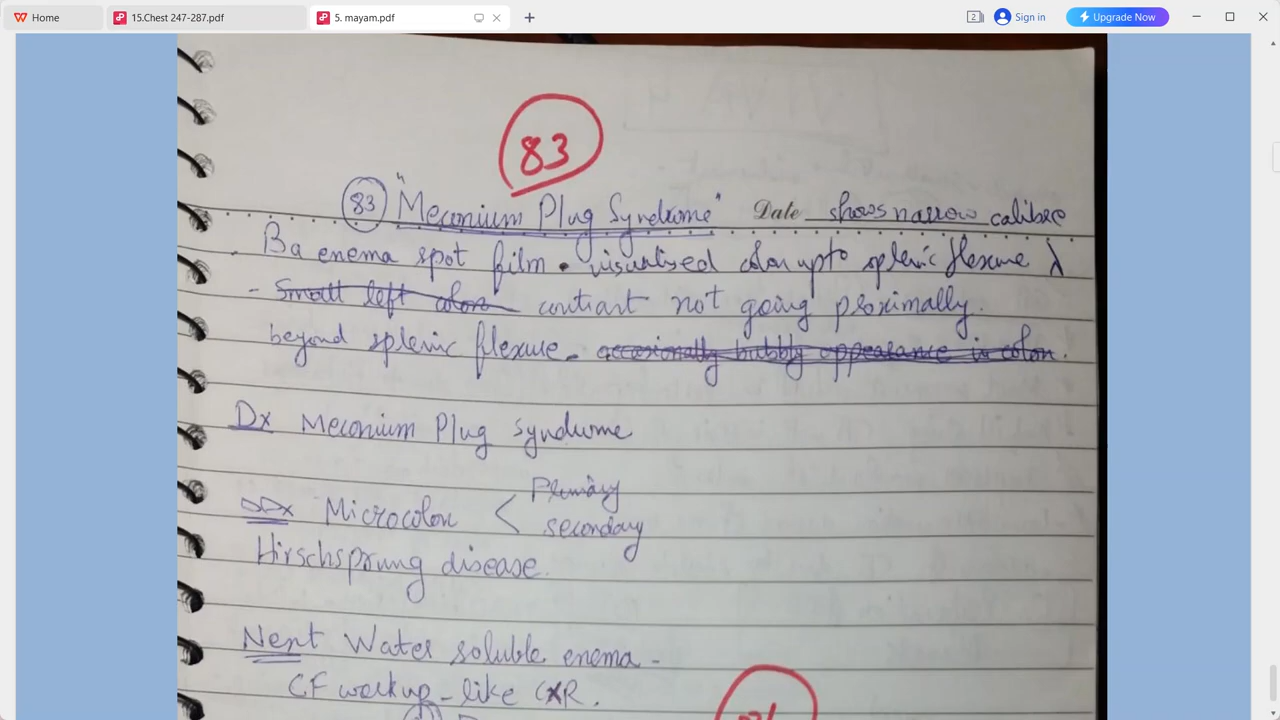 Home
15.Chest 247-287.pdf
5. mayam.pdf
2
Sign in
Upgrade Now
83
83 "Meconium Plug Syndrome" Date shows narrow calibre
Ba enema spot film. visualized colon upto splenic flexure &
- Small left colon contrast not going proximally.
beyond splenic flexure. occasionally bubbly appearance in colon.
Dx Meconium Plug Syndrome
DDx Microcolon < Primary
secondary
Hirschsprung disease.
Next Water soluble enema -
CF workup - like CXR.